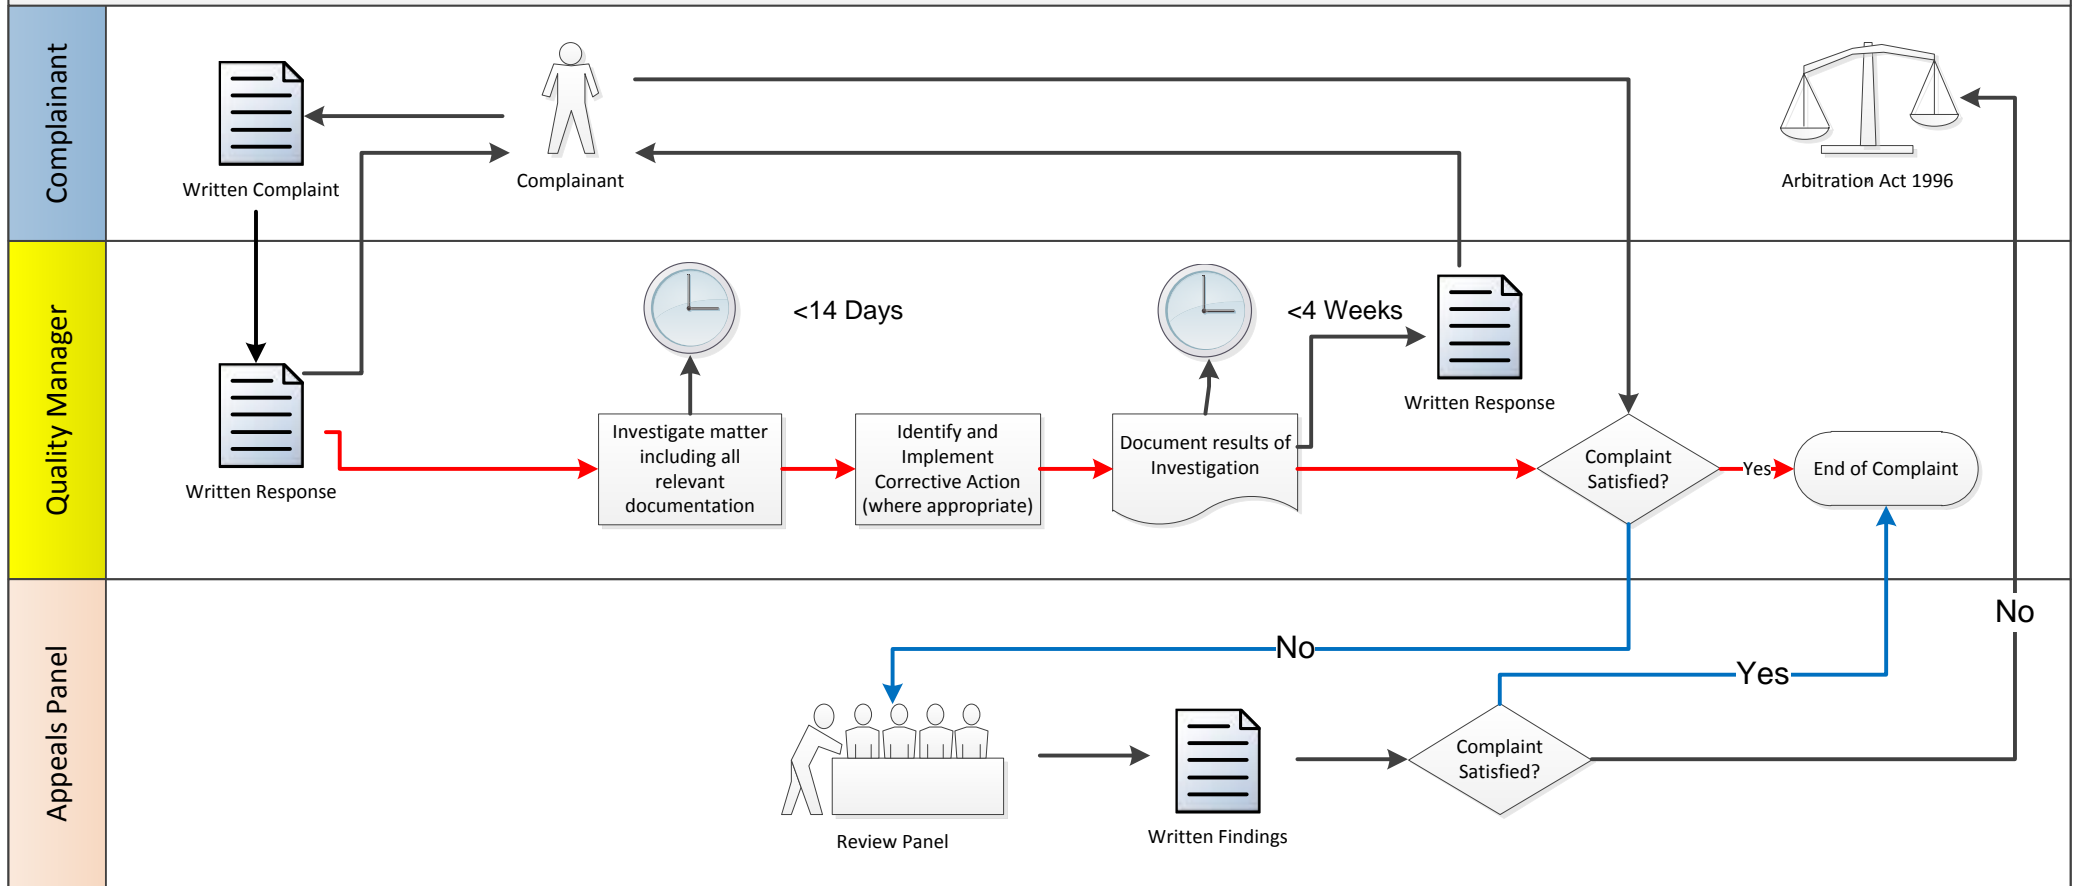 Complainant
Written Complaint
Complainant
Arbitration Act 1996
Quality Manager
<14 Days
<4 Weeks
Written Response
Written Response
Investigate matter
including all
relevant
documentation
Identify and
Implement
Corrective Action
(where appropriate)
Document results of
Investigation
Complaint
Satisfied?
Yes
End of Complaint
Appeals Panel
No
No
Yes
Review Panel
Written Findings
Complaint
Satisfied?